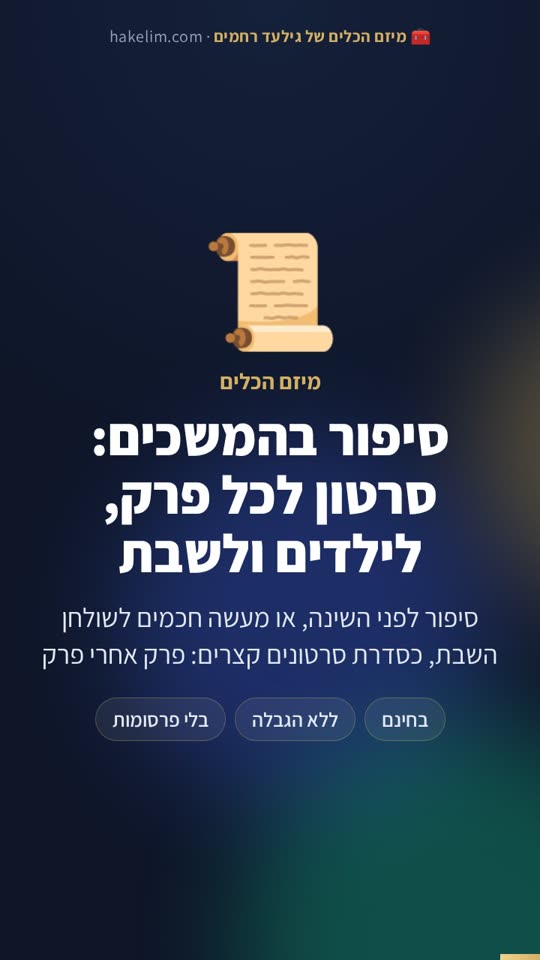 🧰 מיזם הכלים של גילעד רחמים · hakelim.com
מיזם הכלים
סיפור בהמשכים:
סרטון לכל פרק,
לילדים ולשבת
סיפור לפני השינה, או מעשה חכמים לשולחן
השבת, כסדרת סרטונים קצרים: פרק אחרי פרק
בחינם
ללא הגבלה
בלי פרסומות